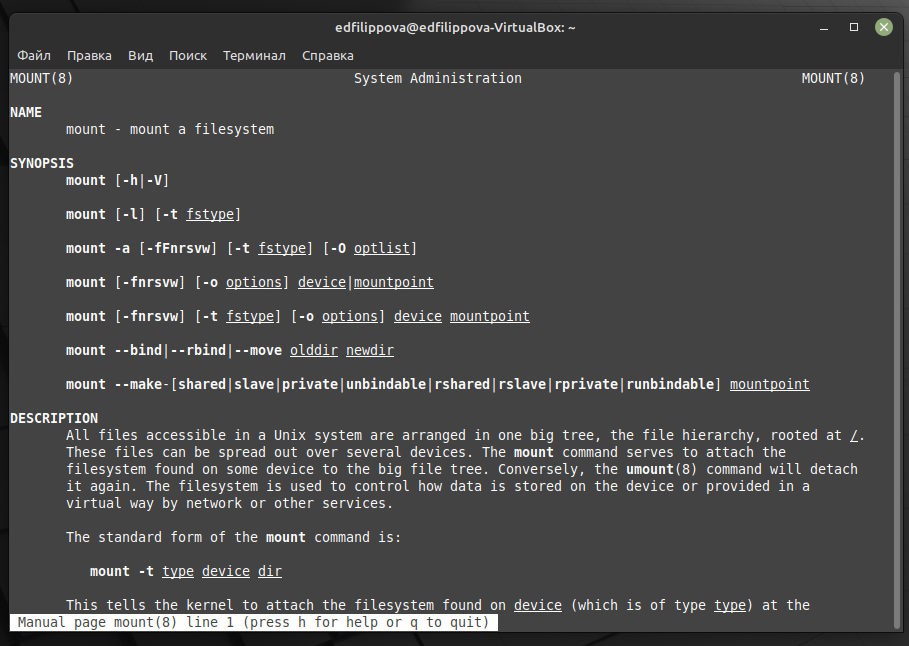 edfilippova@edfilippova-VirtualBox: ~
Файл Правка Вид Поиск Терминал Справка
MOUNT(8) System Administration MOUNT(8)
NAME
mount - mount a filesystem
SYNOPSIS
mount [-h|-V]
mount [-l] [-t fstype]
mount -a [-fFnrsvw] [-t fstype] [-O optlist]
mount [-fnrsvw] [-o options] device|mountpoint
mount [-fnrsvw] [-t fstype] [-o options] device mountpoint
mount --bind|--rbind|--move olddir newdir
mount --make-[shared|slave|private|unbindable|rshared|rslave|rprivate|runbindable] mountpoint
DESCRIPTION
All files accessible in a Unix system are arranged in one big tree, the file hierarchy, rooted at /.
These files can be spread out over several devices. The mount command serves to attach the
filesystem found on some device to the big file tree. Conversely, the umount(8) command will detach
it again. The filesystem is used to control how data is stored on the device or provided in a
virtual way by network or other services.
The standard form of the mount command is:
mount -t type device dir
This tells the kernel to attach the filesystem found on device (which is of type type) at the
Manual page mount(8) line 1 (press h for help or q to quit)